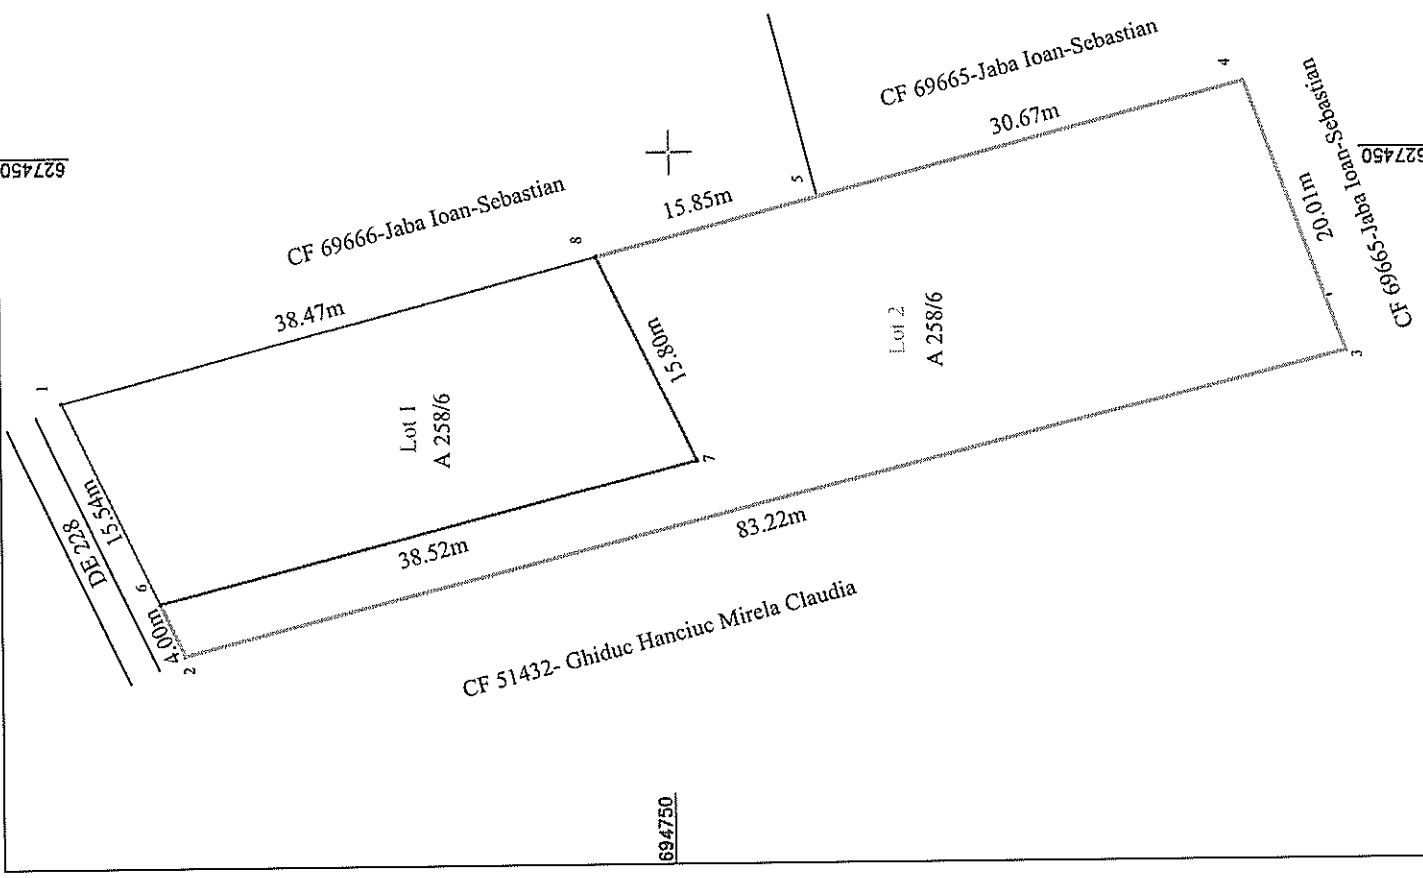 627450
CF 69665-Jaba Ioan-Sebastian
4
30.67m
CF 69665-Jaba Ioan-Sebastian
627450
20.01m
3
5
15.85m
CF 69666-Jaba Ioan-Sebastian
8
38.47m
1
15.80m
7
Lot 2
A 258/6
Lot 1
A 258/6
DE 228
15.54m
6
4.00m
2
38.52m
83.22m
CF 51432- Ghiduc Hanciuc Mirela Claudia
694750